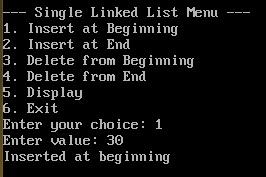 --- Single Linked List Menu ---
1. Insert at Beginning
2. Insert at End
3. Delete from Beginning
4. Delete from End
5. Display
6. Exit
Enter your choice: 1
Enter value: 30
Inserted at beginning